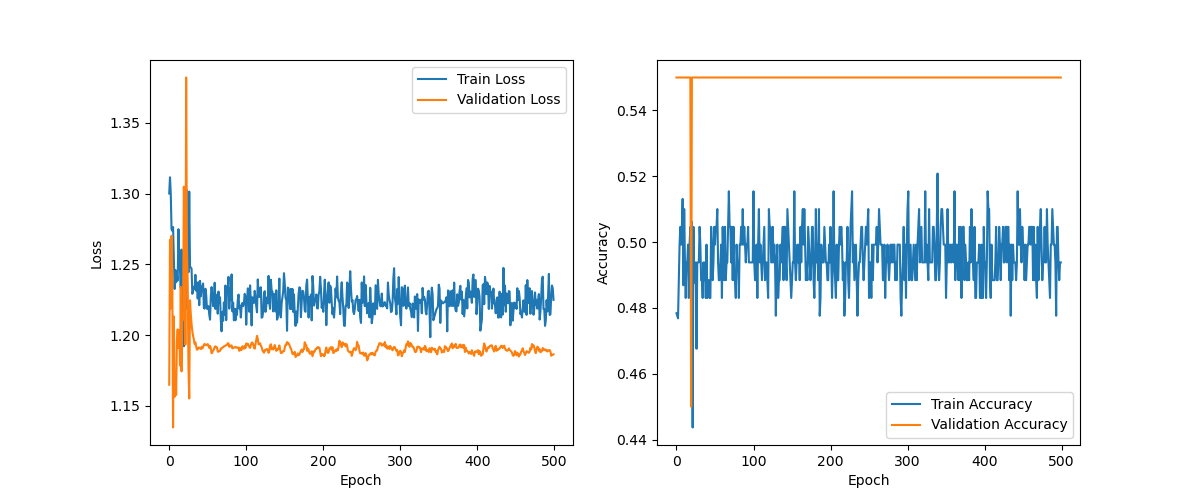 Train Loss
Validation Loss
1.35
1.30
1.25
1.20
1.15
Loss
0
100
200
300
400
500
Epoch
0.54
0.52
0.50
0.48
0.46
0.44
Accuracy
Train Accuracy
Validation Accuracy
0
100
200
300
400
500
Epoch